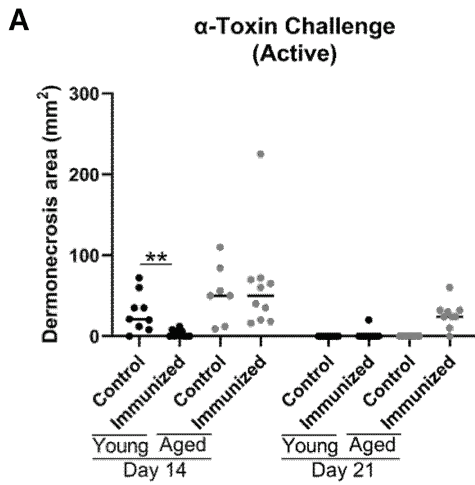 A
α-Toxin Challenge
(Active)
Dermonecrosis area (mm²)
300
200
100
0
**
Control
Immunized
Control
Immunized
Control
Immunized
Control
Immunized
Young Aged Young Aged
Day 14 Day 21